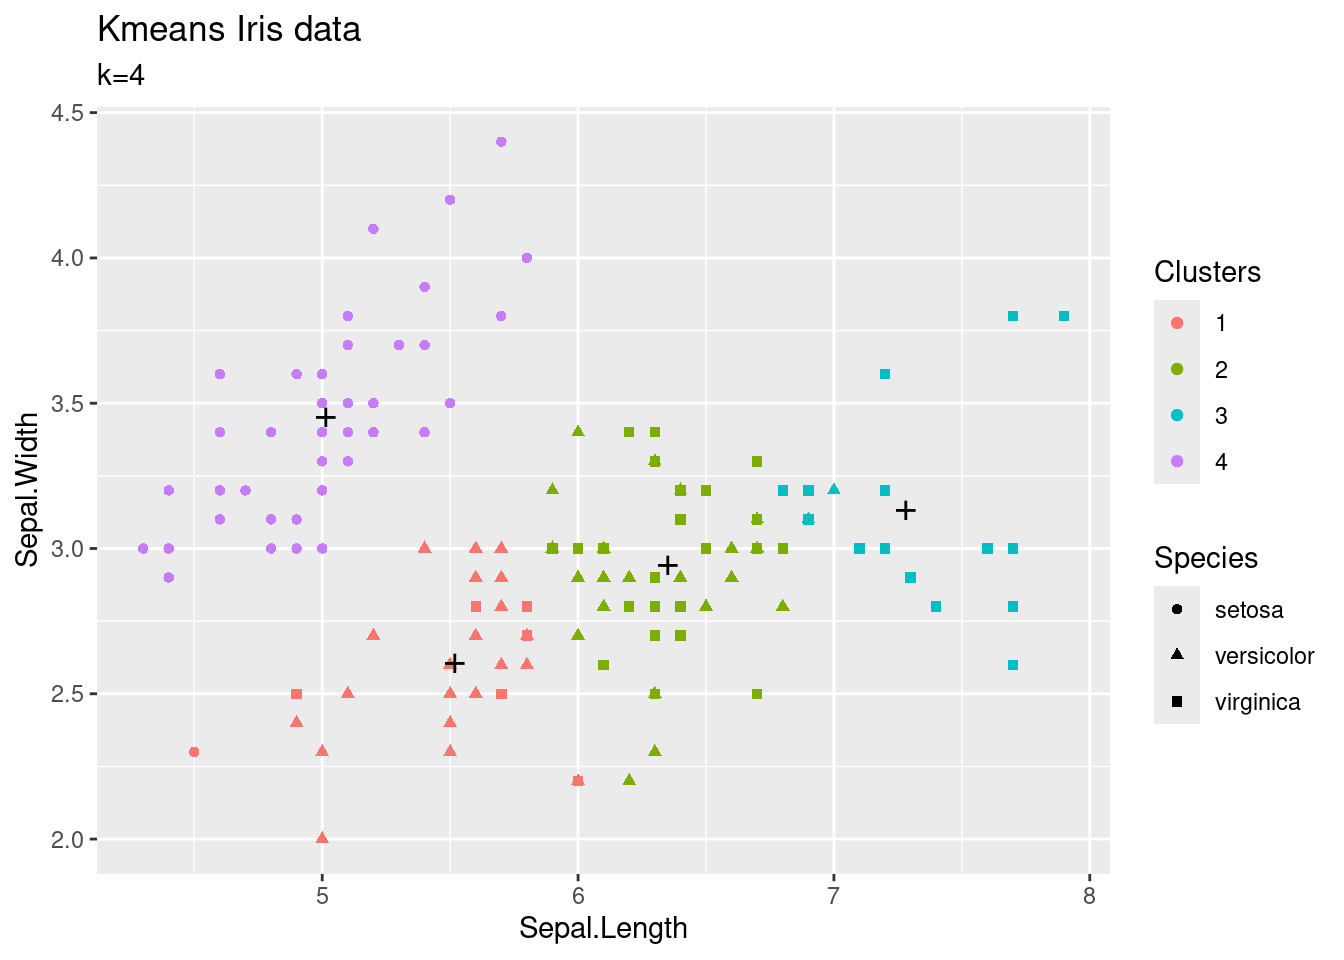 Kmeans Iris data
k=4
4.5
4.0
3.5
3.0
2.5
2.0
Sepal.Width
5
6
7
8
Sepal.Length
Clusters
1
2
3
4
Species
setosa
versicolor
virginica